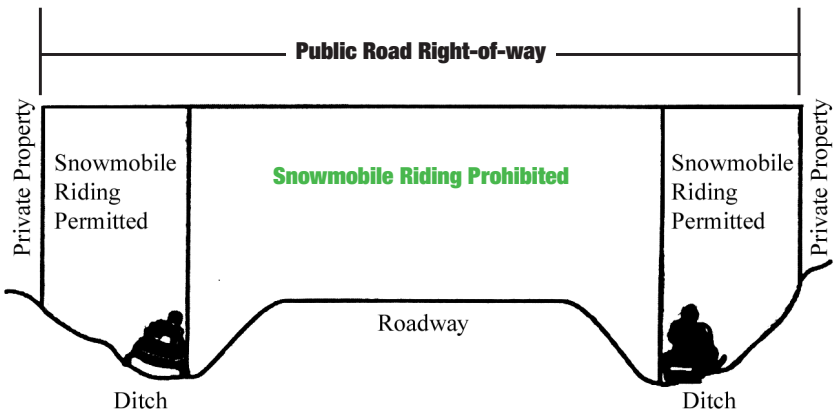 Public Road Right-of-way
Private Property
Snowmobile
Riding
Permitted
Snowmobile Riding Prohibited
Snowmobile
Riding
Permitted
Private Property
Roadway
Ditch
Ditch